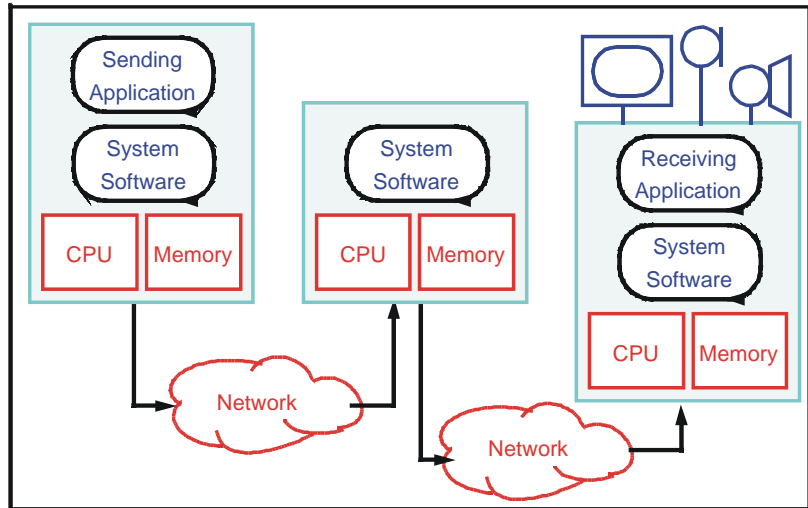 Sending
Application
System
Software
CPU
Memory
Network
System
Software
CPU
Memory
Network
Receiving
Application
System
Software
CPU
Memory